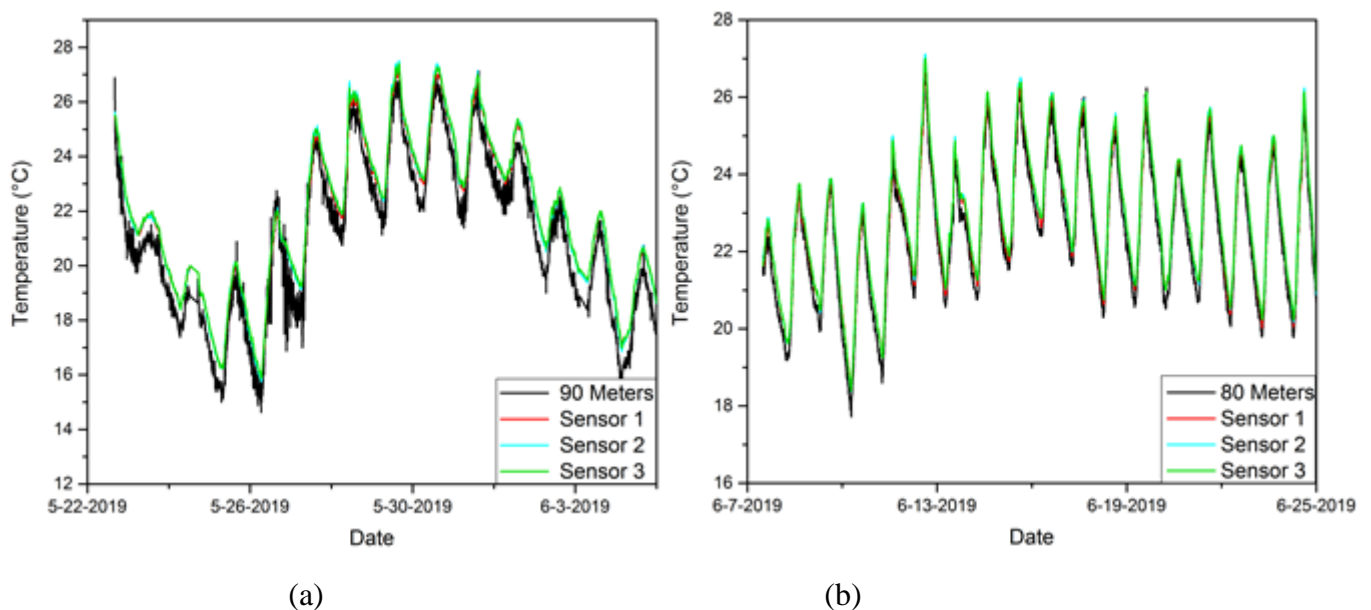 28
26
24
22
20
18
16
14
12
Temperature (°C)
5-22-2019
5-26-2019
5-30-2019
6-3-2019
Date
90 Meters
Sensor 1
Sensor 2
Sensor 3
(a)
28
26
24
22
20
18
16
Temperature (°C)
6-7-2019
6-13-2019
6-19-2019
6-25-2019
Date
80 Meters
Sensor 1
Sensor 2
Sensor 3
(b)